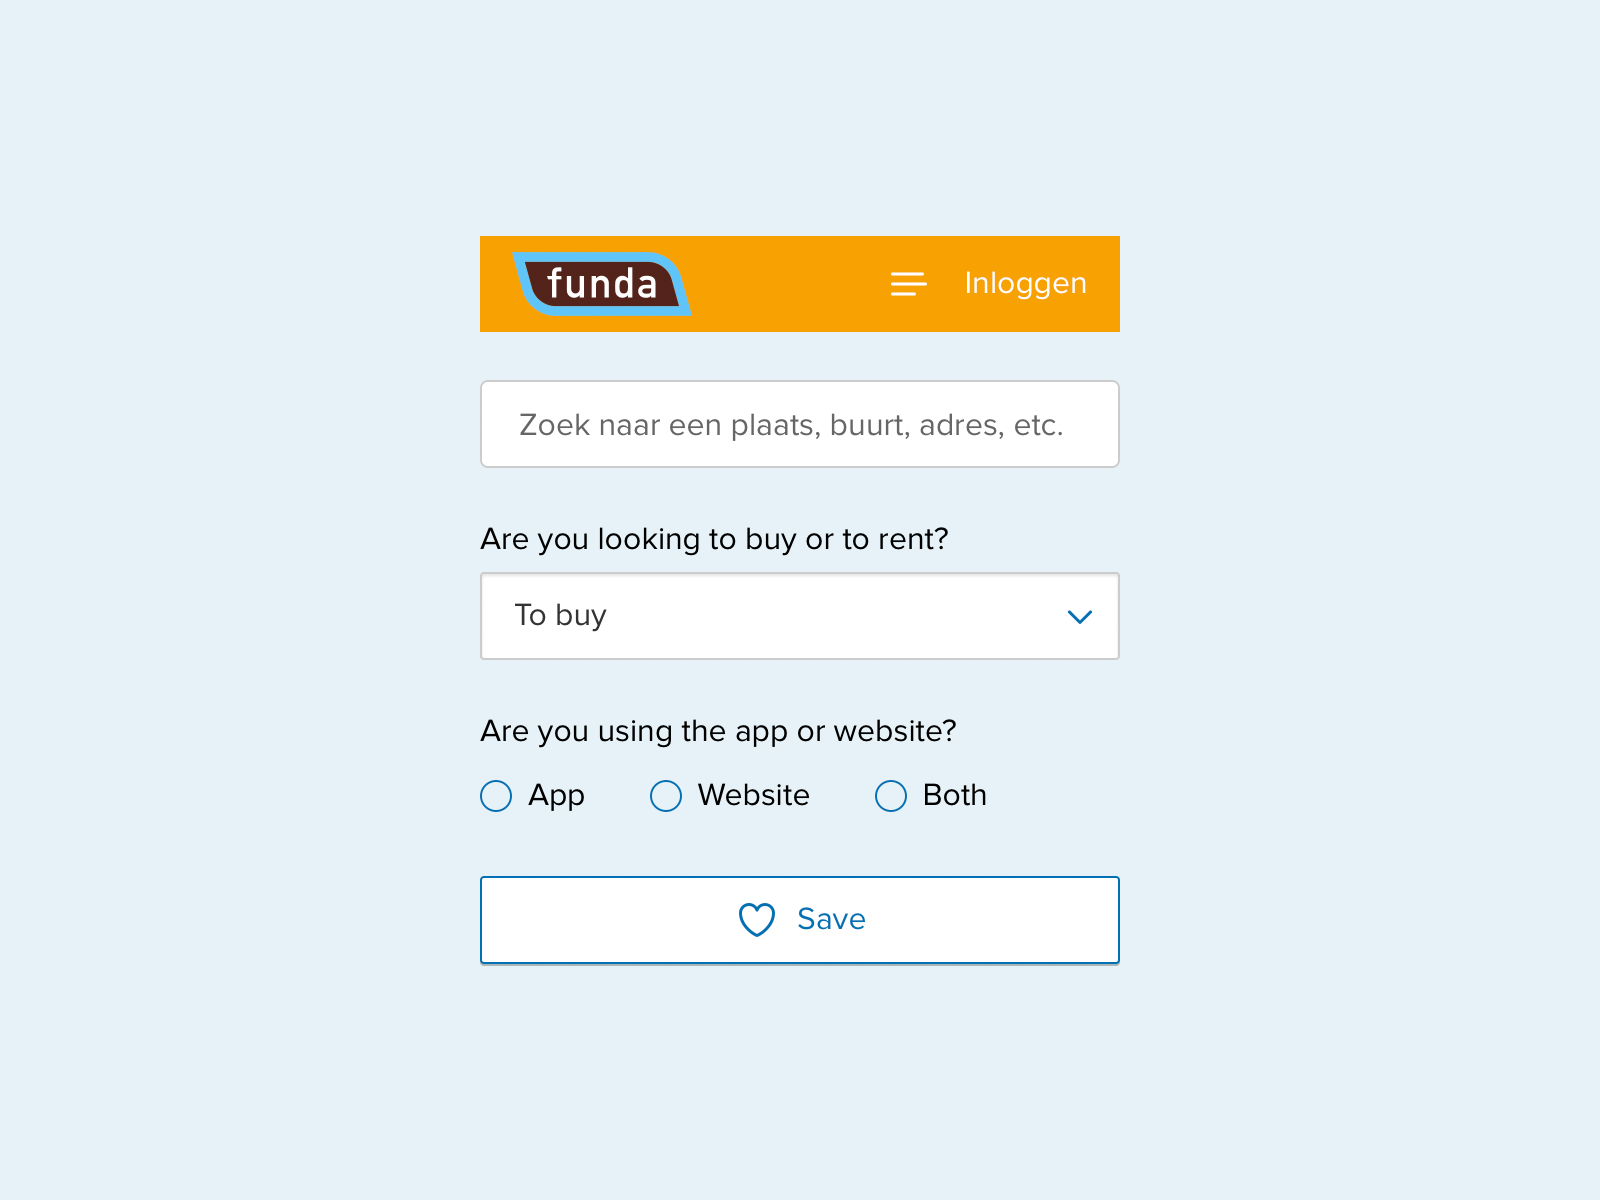 funda
Inloggen
Zoek naar een plaats, buurt, adres, etc.
Are you looking to buy or to rent?
To buy
Are you using the app or website?
App Website Both
Save